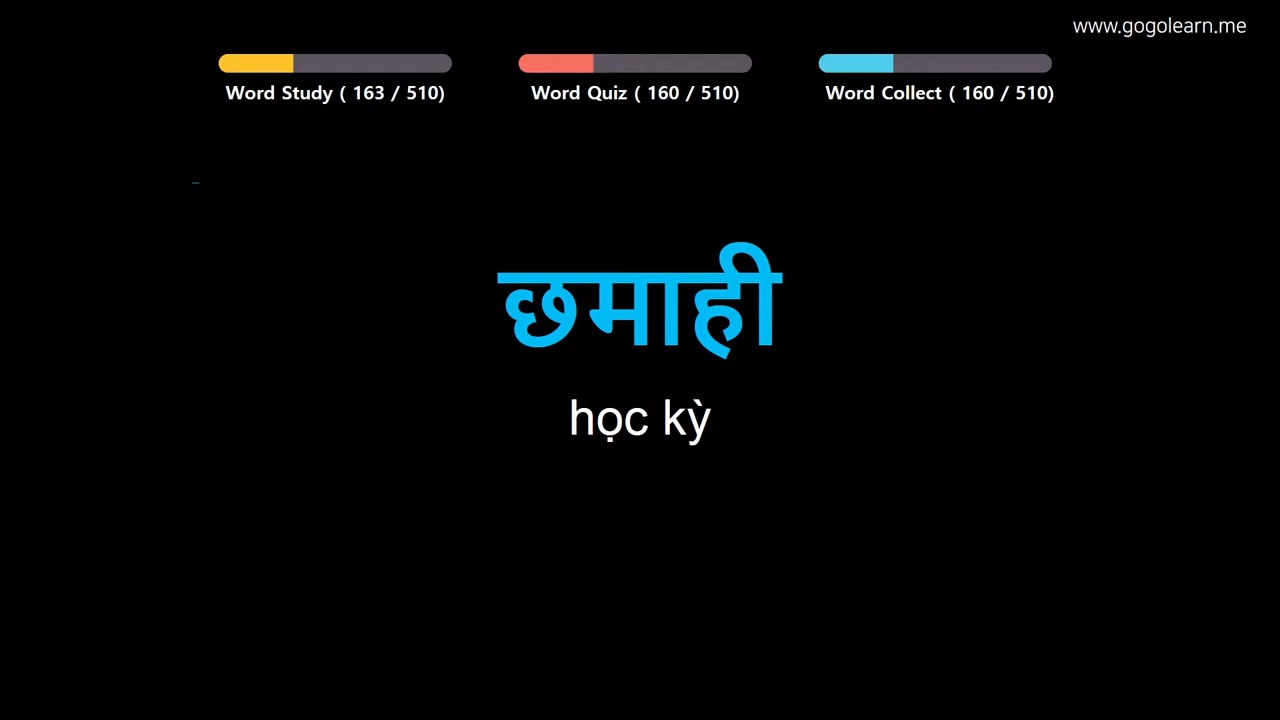 www.gogolearn.me
Word Study ( 163 / 510)
Word Quiz ( 160 / 510)
Word Collect ( 160 / 510)
छमाही
học kỳ